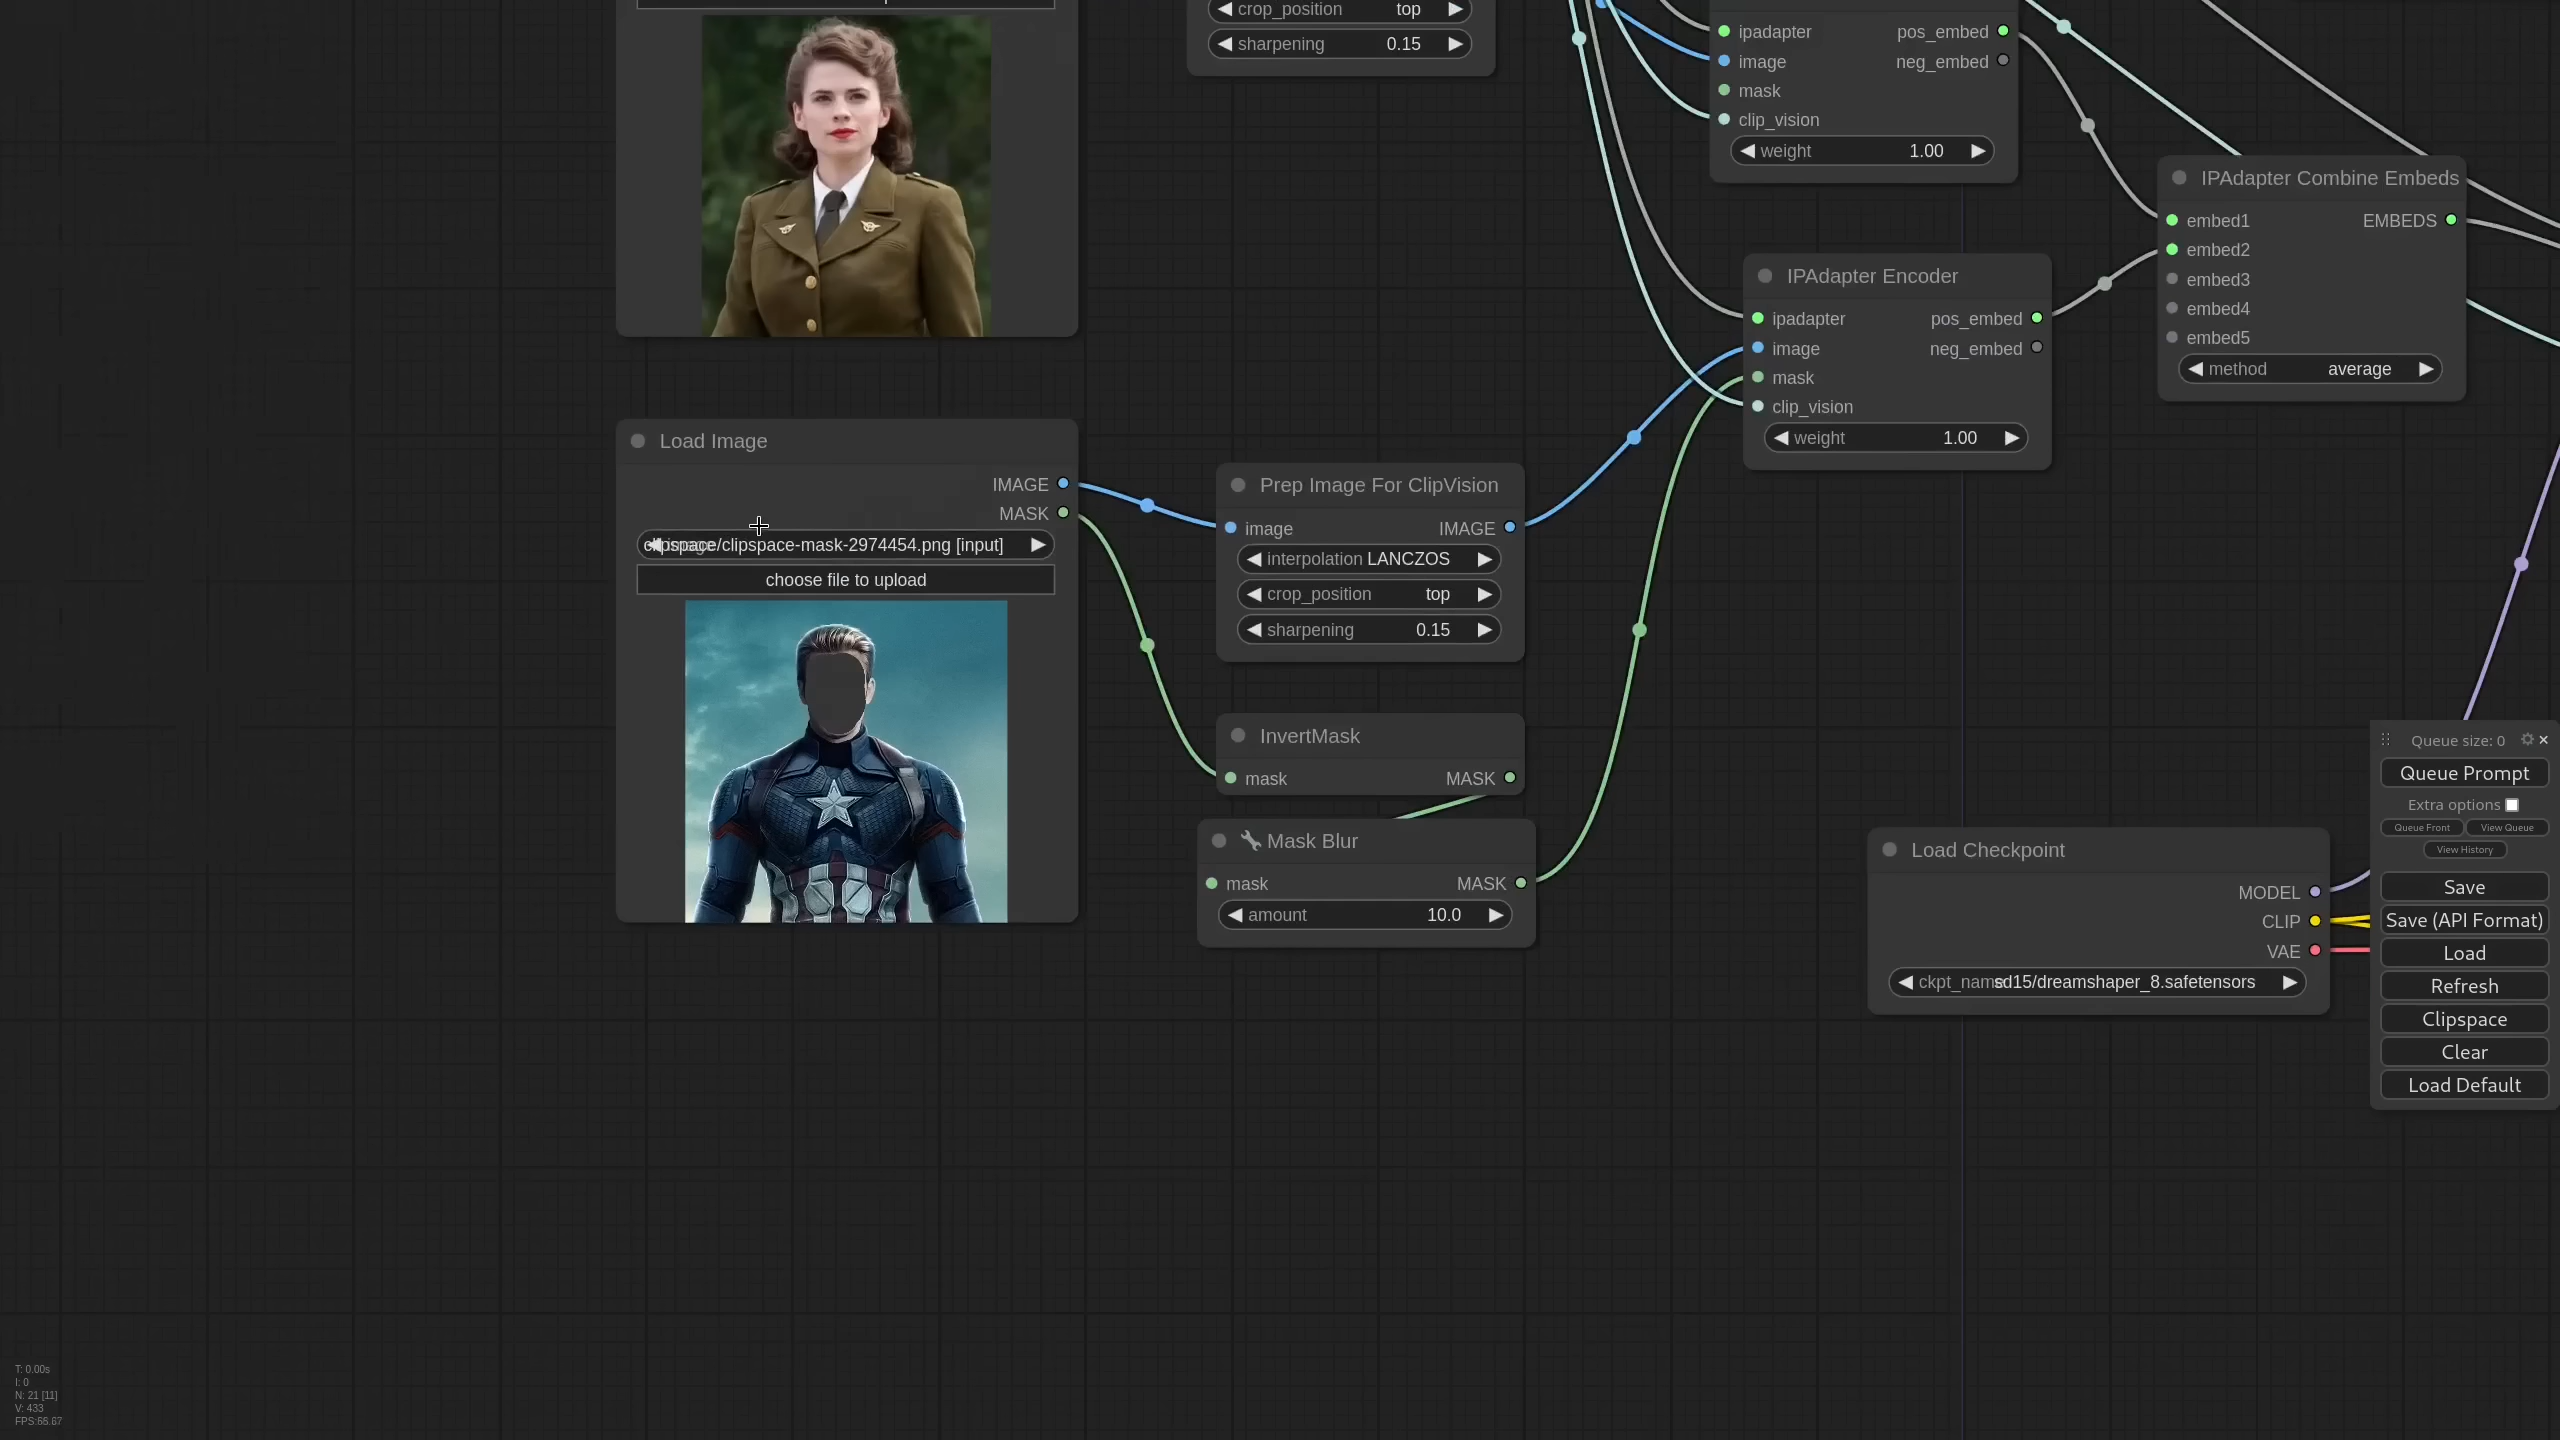 crop_position top
sharpening 0.15
ipadapter pos_embed
image neg_embed
mask
clip_vision
weight 1.00
IPAdapter Combine Embeds
embed1 EMBEDS
embed2
embed3
embed4
embed5
method average
IPAdapter Encoder
ipadapter pos_embed
image neg_embed
mask
clip_vision
weight 1.00
Load Image
IMAGE
MASK
clipspace/clipspace-mask-2974454.png [input]
choose file to upload
Prep Image For ClipVision
image IMAGE
interpolation LANCZOS
crop_position top
sharpening 0.15
InvertMask
mask MASK
Mask Blur
mask MASK
amount 10.0
Load Checkpoint
MODEL
CLIP
VAE
ckpt_name sd15/dreamshaper_8.safetensors
Queue size: 0
Queue Prompt
Extra options
Queue Front View Queue
View History
Save
Save (API Format)
Load
Refresh
Clipspace
Clear
Load Default
T: 0.00s
I: 0
N: 21 [11]
V: 433
FPS:66.67